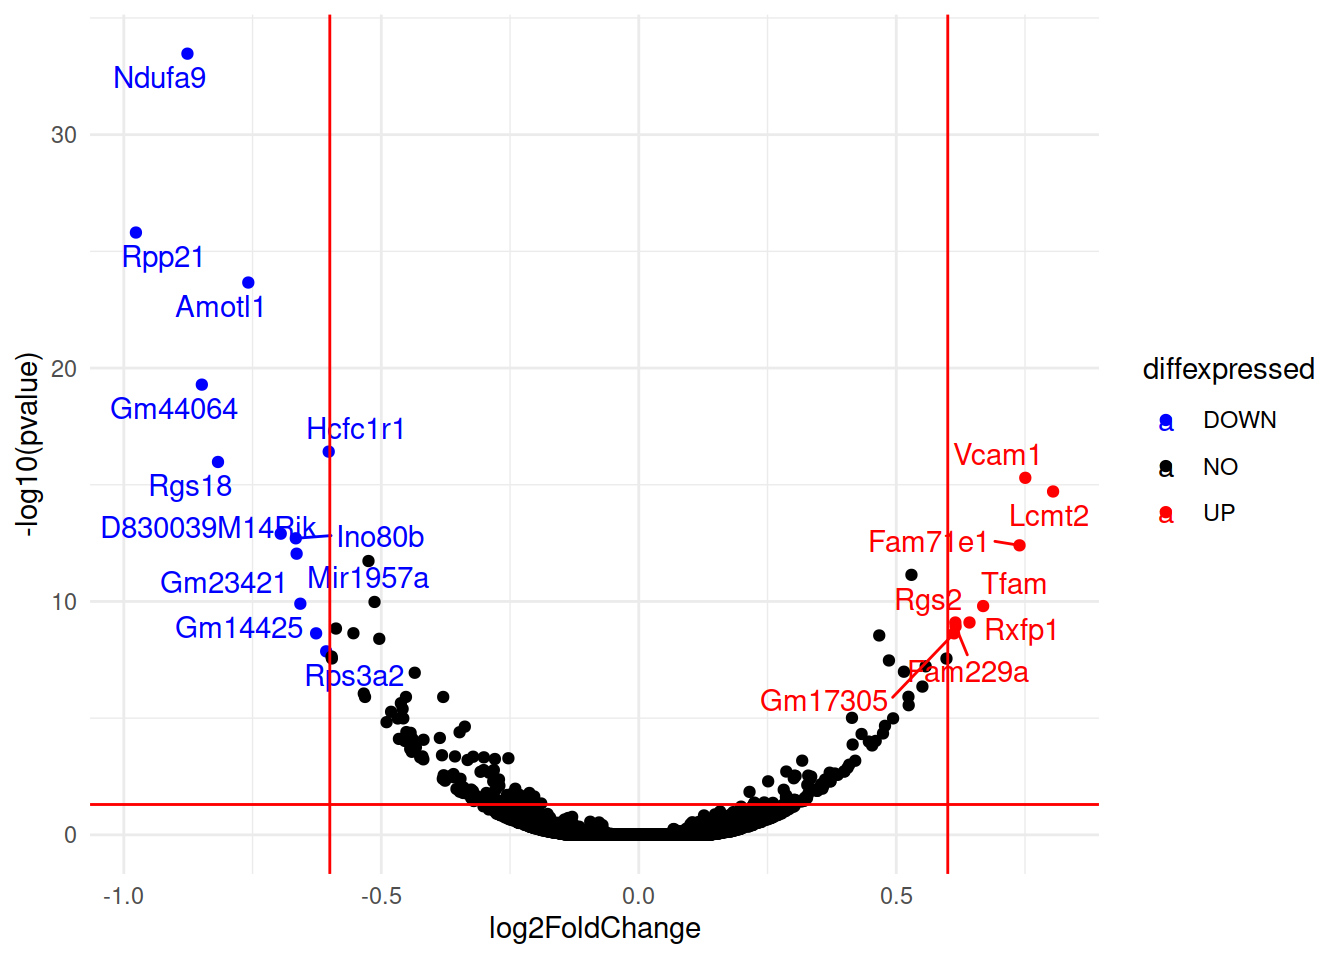 Ndufa9
30
Rpp21
Amotl1
20
Gm44064
Hcfc1r1
Rgs18
Vcam1
Lcmt2
D830039M14Rik
Ino80b
Fam71e1
Gm23421
Mir1957a
Tfam
10
Rgs2
Gm14425
Rxfp1
Rps3a2
Fam229a
Gm17305
0
-1.0
-0.5
0.0
0.5
log2FoldChange
-log10(pvalue)
diffexpressed
a DOWN
a NO
a UP